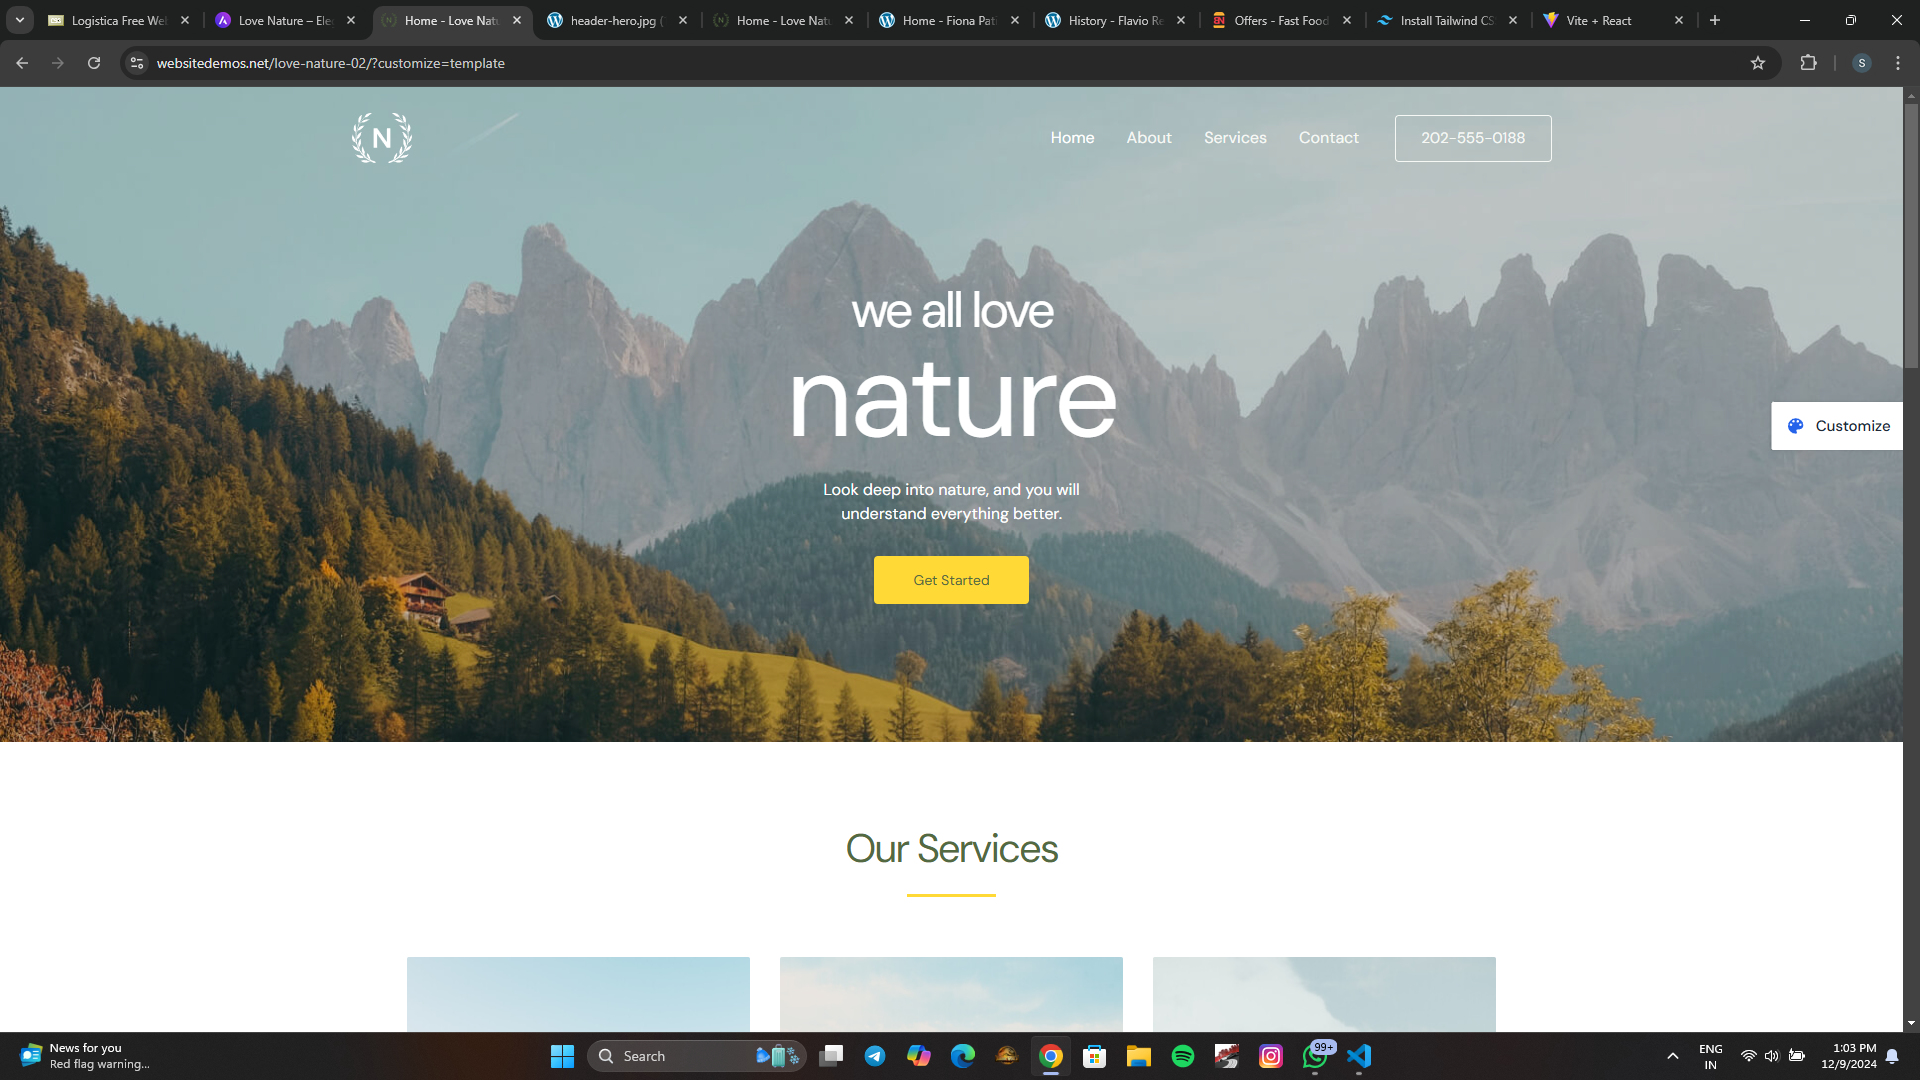 Logistica Free We
Love Nature – Ele
Home - Love Natu
header-hero.jpg (
Home - Love Natu
Home - Fiona Pati
History - Flavio Re
Offers - Fast Food
Install Tailwind CS
Vite + React
websitedemos.net/love-nature-02/?customize=template
S
N
Home
About
Services
Contact
202-555-0188
we all love
nature
Look deep into nature, and you will
understand everything better.
Get Started
Customize
Our Services
News for you
Red flag warning...
Search
99+
ENG
IN
1:03 PM
12/9/2024